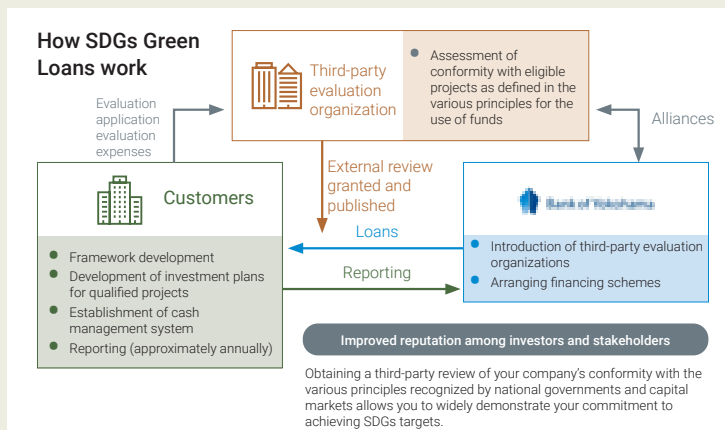 How SDGs Green
Loans work
Third-party
evaluation
organization
Assessment of
conformity with eligible
projects as defined in the
various principles for the
use of funds
Evaluation
application
evaluation
expenses
Alliances
External review
granted and
published
Customers
Framework development
Development of investment plans
for qualified projects
Establishment of cash
management system
Reporting (approximately annually)
Loans
Reporting
Bank of Yokohama
Introduction of third-party evaluation
organizations
Arranging financing schemes
Improved reputation among investors and stakeholders
Obtaining a third-party review of your company's conformity with the
various principles recognized by national governments and capital
markets allows you to widely demonstrate your commitment to
achieving SDGs targets.